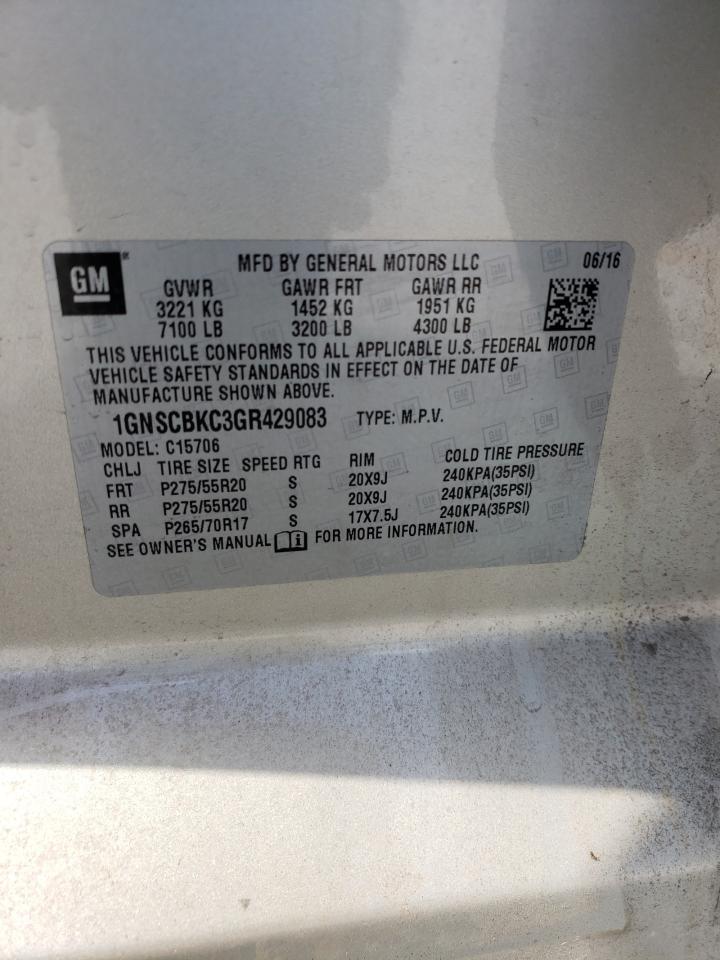 GM
MFD BY GENERAL MOTORS LLC 06/16
GVWR GAWR FRT GAWR RR
3221 KG 1452 KG 1951 KG
7100 LB 3200 LB 4300 LB
THIS VEHICLE CONFORMS TO ALL APPLICABLE U.S. FEDERAL MOTOR
VEHICLE SAFETY STANDARDS IN EFFECT ON THE DATE OF
MANUFACTURE SHOWN ABOVE.
1GNSCBKC3GR429083 TYPE: M.P.V.
MODEL: C15706
CHLJ TIRE SIZE SPEED RTG RIM COLD TIRE PRESSURE
FRT P275/55R20 S 20X9J 240KPA(35PSI)
RR P275/55R20 S 20X9J 240KPA(35PSI)
SPA P265/70R17 S 17X7.5J 240KPA(35PSI)
SEE OWNER'S MANUAL FOR MORE INFORMATION.